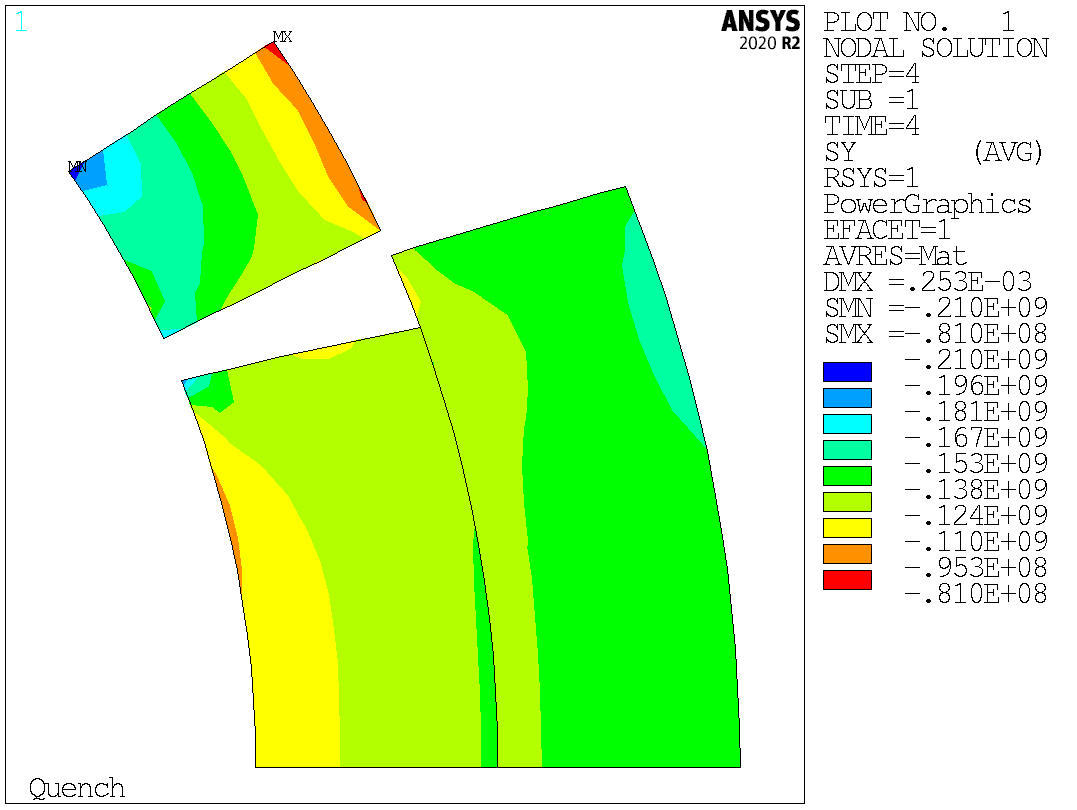 1
ANSYS
2020 R2
MX
MN
Quench
PLOT NO.   1
NODAL SOLUTION
STEP=4
SUB =1
TIME=4
SY       (AVG)
RSYS=1
PowerGraphics
EFACET=1
AVRES=Mat
DMX =.253E-03
SMN =-.210E+09
SMX =-.810E+08
-.210E+09
-.196E+09
-.181E+09
-.167E+09
-.153E+09
-.138E+09
-.124E+09
-.110E+09
-.953E+08
-.810E+08